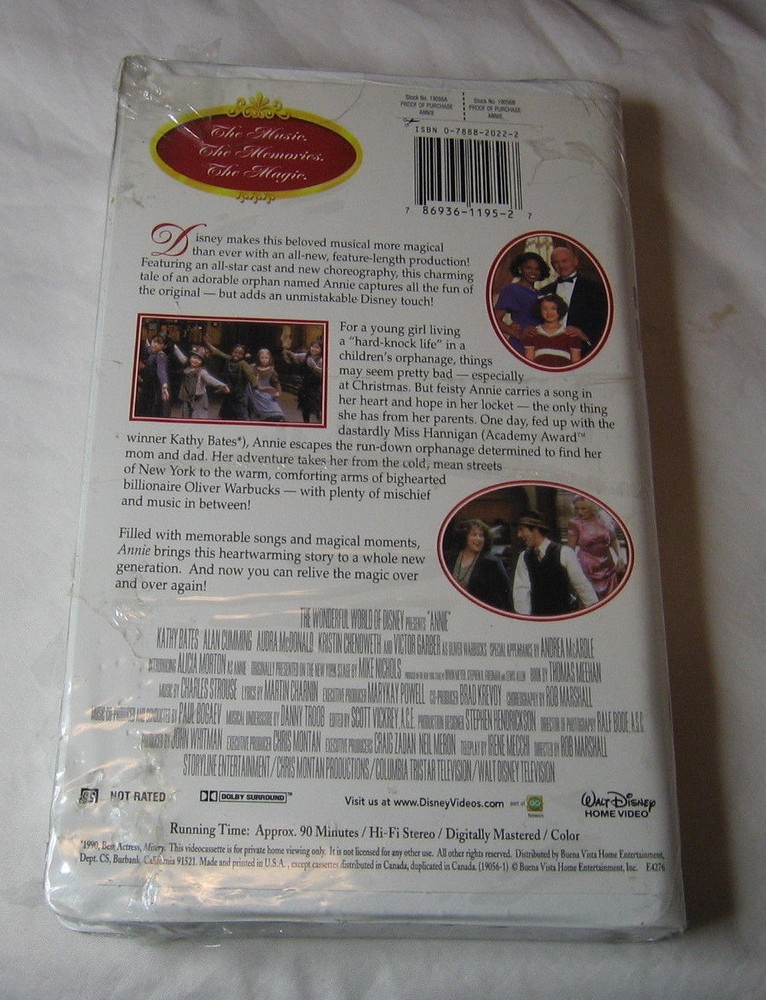 The Music.
The Memories.
The Magic.
Stock No. 19056A
PROOF OF PURCHASE
ANNIE
Stock No. 19056B
PROOF OF PURCHASE
ANNIE
ISBN 0-7888-2022-2
7 86936-1195-2 7
Disney makes this beloved musical more magical
than ever with an all-new, feature-length production!
Featuring an all-star cast and new choreography, this charming
tale of an adorable orphan named Annie captures all the fun of
the original — but adds an unmistakable Disney touch!
For a young girl living
a "hard-knock life" in a
children's orphanage, things
may seem pretty bad — especially
at Christmas. But feisty Annie carries a song in
her heart and hope in her locket — the only thing
she has from her parents. One day, fed up with the
dastardly Miss Hannigan (Academy Award™
winner Kathy Bates*), Annie escapes the run-down orphanage determined to find her
mom and dad. Her adventure takes her from the cold, mean streets
of New York to the warm, comforting arms of bighearted
billionaire Oliver Warbucks — with plenty of mischief
and music in between!
Filled with memorable songs and magical moments,
Annie brings this heartwarming story to a whole new
generation. And now you can relive the magic over
and over again!
THE WONDERFUL WORLD OF DISNEY PRESENTS "ANNIE"
KATHY BATES ALAN CUMMING AUDRA McDONALD KRISTIN CHENOWETH AND VICTOR GARBER AS OLIVER WARBUCKS SPECIAL APPEARANCE BY ANDREA McARDLE
INTRODUCING ALICIA MORTON AS ANNIE ORIGINALLY PRESENTED ON THE NEW YORK STAGE BY MIKE NICHOLS BOOK BY THOMAS MEEHAN
MUSIC BY CHARLES STROUSE LYRICS BY MARTIN CHARNIN EXECUTIVE PRODUCER MARYKAY POWELL CO-PRODUCER BRAD KREVOY CHOREOGRAPHY BY ROB MARSHALL
MUSIC CO-PRODUCED AND CONDUCTED BY PAUL BOGAEV MUSICAL UNDERSCORE BY DANNY TROOB EDITED BY SCOTT VICKREY, A.C.E. PRODUCTION DESIGNER STEPHEN HENDRICKSON DIRECTOR OF PHOTOGRAPHY RALF BODE, A.S.C.
PRODUCED BY JOHN WHITMAN EXECUTIVE PRODUCER CHRIS MONTAN EXECUTIVE PRODUCERS CRAIG ZADAN NEIL MERON TELEPLAY BY IRENE MECCHI DIRECTED BY ROB MARSHALL
STORYLINE ENTERTAINMENT/CHRIS MONTAN PRODUCTIONS/COLUMBIA TRISTAR TELEVISION/WALT DISNEY TELEVISION
NOT RATED
DOLBY SURROUND™
Visit us at www.DisneyVideos.com part of GO Network
WALT DISNEY
HOME VIDEO
Running Time: Approx. 90 Minutes / Hi-Fi Stereo / Digitally Mastered / Color
*1990, Best Actress, Misery. This videocassette is for private home viewing only. It is not licensed for any other use. All other rights reserved. Distributed by Buena Vista Home Entertainment,
Dept. CS, Burbank, California 91521. Made and printed in U.S.A., except cassettes distributed in Canada, duplicated in Canada. (19056-1) © Buena Vista Home Entertainment, Inc. E4276